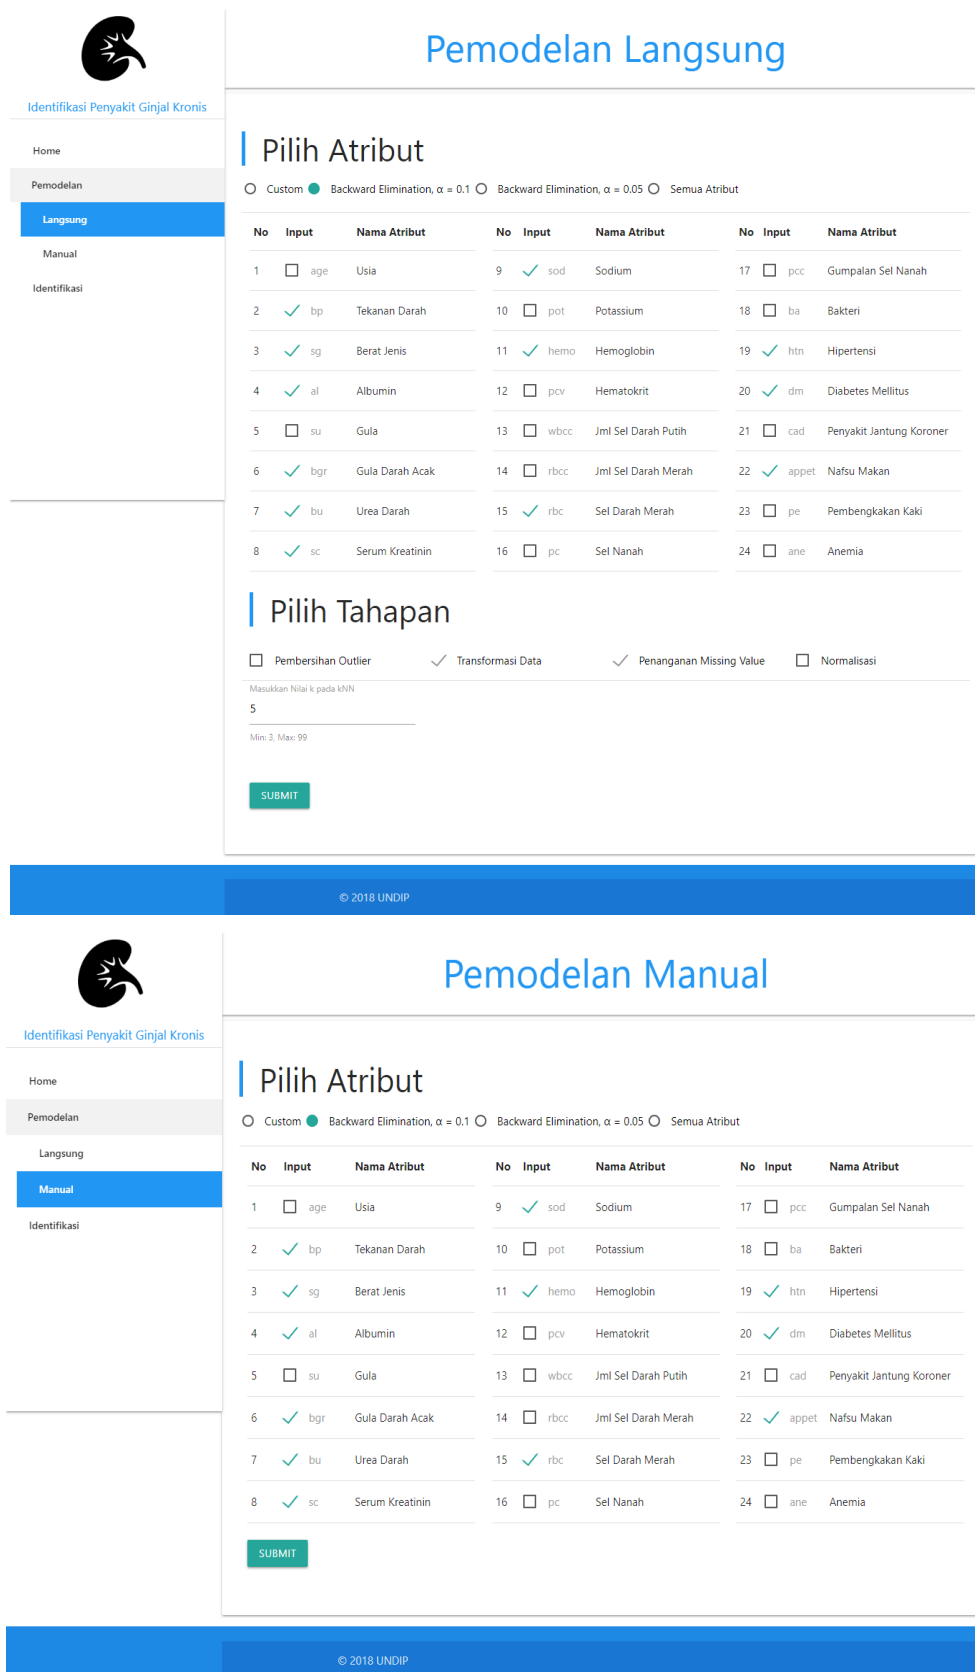 Pemodelan Langsung
Identifikasi Penyakit Ginjal Kronis
Home
Pemodelan
Langsung
Manual
Identifikasi
Pilih Atribut
Custom Backward Elimination, α = 0.1 Backward Elimination, α = 0.05 Semua Atribut
No Input Nama Atribut No Input Nama Atribut No Input Nama Atribut
1 age Usia 9 sod Sodium 17 pcc Gumpalan Sel Nanah
2 bp Tekanan Darah 10 pot Potassium 18 ba Bakteri
3 sg Berat Jenis 11 hemo Hemoglobin 19 htn Hipertensi
4 al Albumin 12 pcv Hematokrit 20 dm Diabetes Mellitus
5 su Gula 13 wbcc Jml Sel Darah Putih 21 cad Penyakit Jantung Koroner
6 bgr Gula Darah Acak 14 rbcc Jml Sel Darah Merah 22 appet Nafsu Makan
7 bu Urea Darah 15 rbc Sel Darah Merah 23 pe Pembengkakan Kaki
8 sc Serum Kreatinin 16 pc Sel Nanah 24 ane Anemia
Pilih Tahapan
Pembersihan Outlier Transformasi Data Penanganan Missing Value Normalisasi
Masukkan Nilai k pada kNN
5
Min: 3, Max: 99
SUBMIT
© 2018 UNDIP
Pemodelan Manual
Identifikasi Penyakit Ginjal Kronis
Home
Pemodelan
Langsung
Manual
Identifikasi
Pilih Atribut
Custom Backward Elimination, α = 0.1 Backward Elimination, α = 0.05 Semua Atribut
No Input Nama Atribut No Input Nama Atribut No Input Nama Atribut
1 age Usia 9 sod Sodium 17 pcc Gumpalan Sel Nanah
2 bp Tekanan Darah 10 pot Potassium 18 ba Bakteri
3 sg Berat Jenis 11 hemo Hemoglobin 19 htn Hipertensi
4 al Albumin 12 pcv Hematokrit 20 dm Diabetes Mellitus
5 su Gula 13 wbcc Jml Sel Darah Putih 21 cad Penyakit Jantung Koroner
6 bgr Gula Darah Acak 14 rbcc Jml Sel Darah Merah 22 appet Nafsu Makan
7 bu Urea Darah 15 rbc Sel Darah Merah 23 pe Pembengkakan Kaki
8 sc Serum Kreatinin 16 pc Sel Nanah 24 ane Anemia
SUBMIT
© 2018 UNDIP